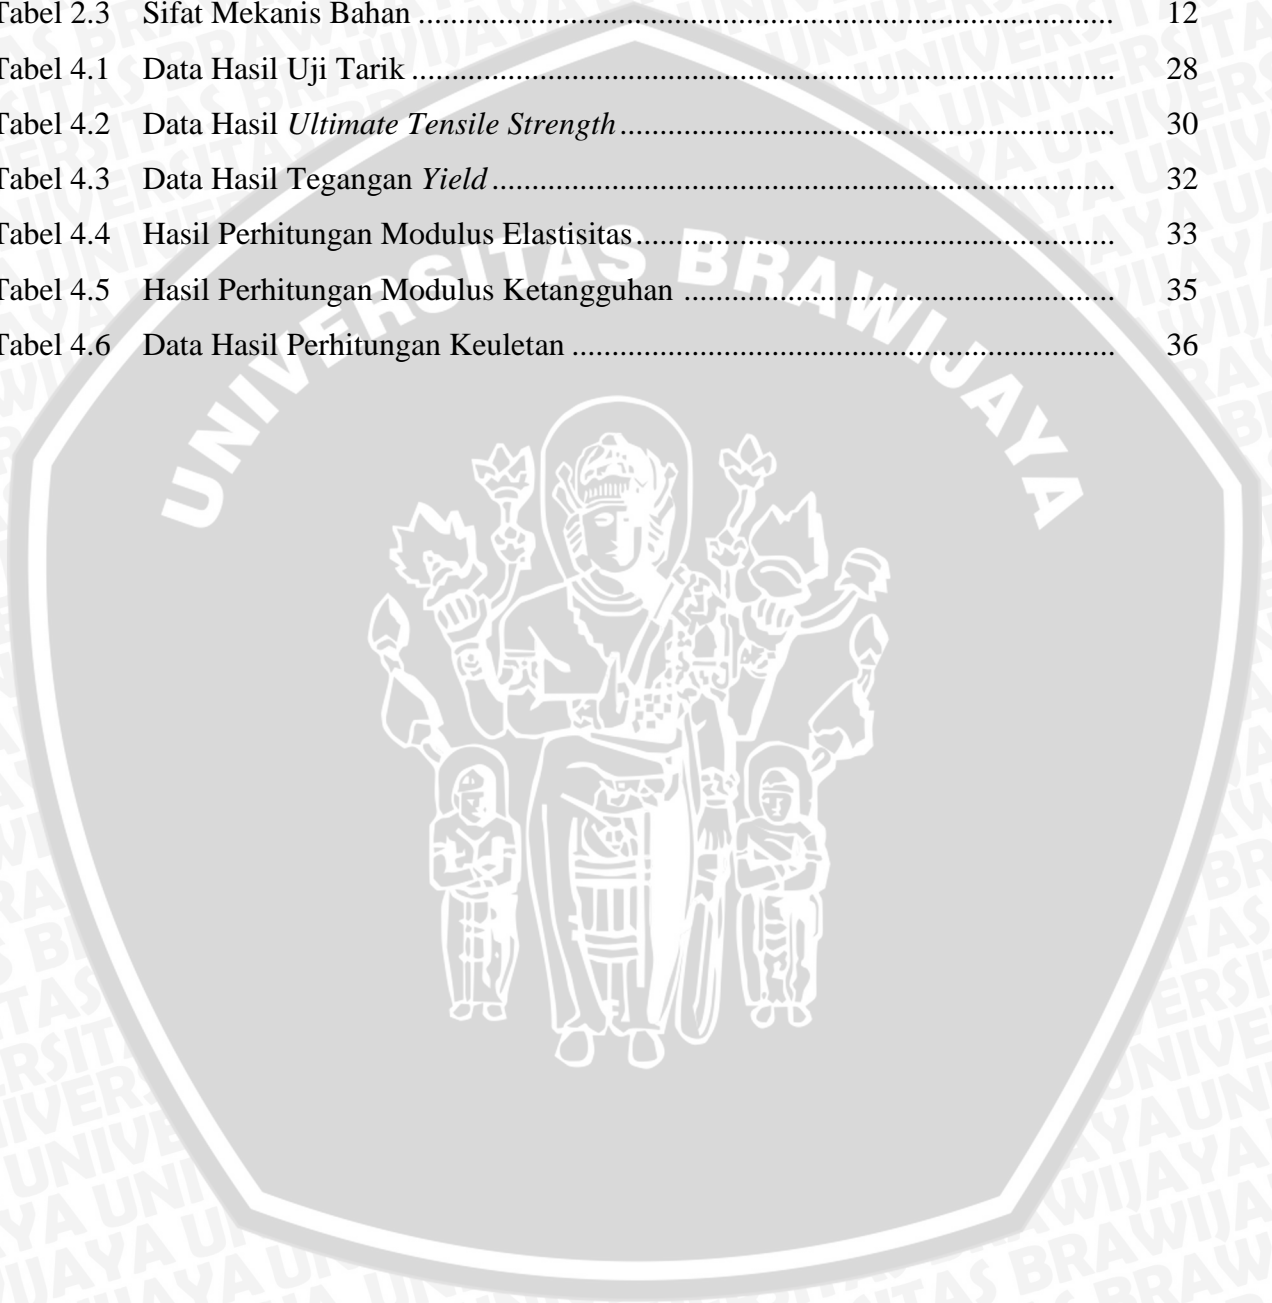 Tabel 2.3 Sifat Mekanis Bahan ........................................................................................ 12
Tabel 4.1 Data Hasil Uji Tarik ......................................................................................... 28
Tabel 4.2 Data Hasil Ultimate Tensile Strength ............................................................... 30
Tabel 4.3 Data Hasil Tegangan Yield ............................................................................... 32
Tabel 4.4 Hasil Perhitungan Modulus Elastisitas ............................................................. 33
Tabel 4.5 Hasil Perhitungan Modulus Ketangguhan ....................................................... 35
Tabel 4.6 Data Hasil Perhitungan Keuletan ..................................................................... 36
UNIVERSITAS BRAWIJAYA